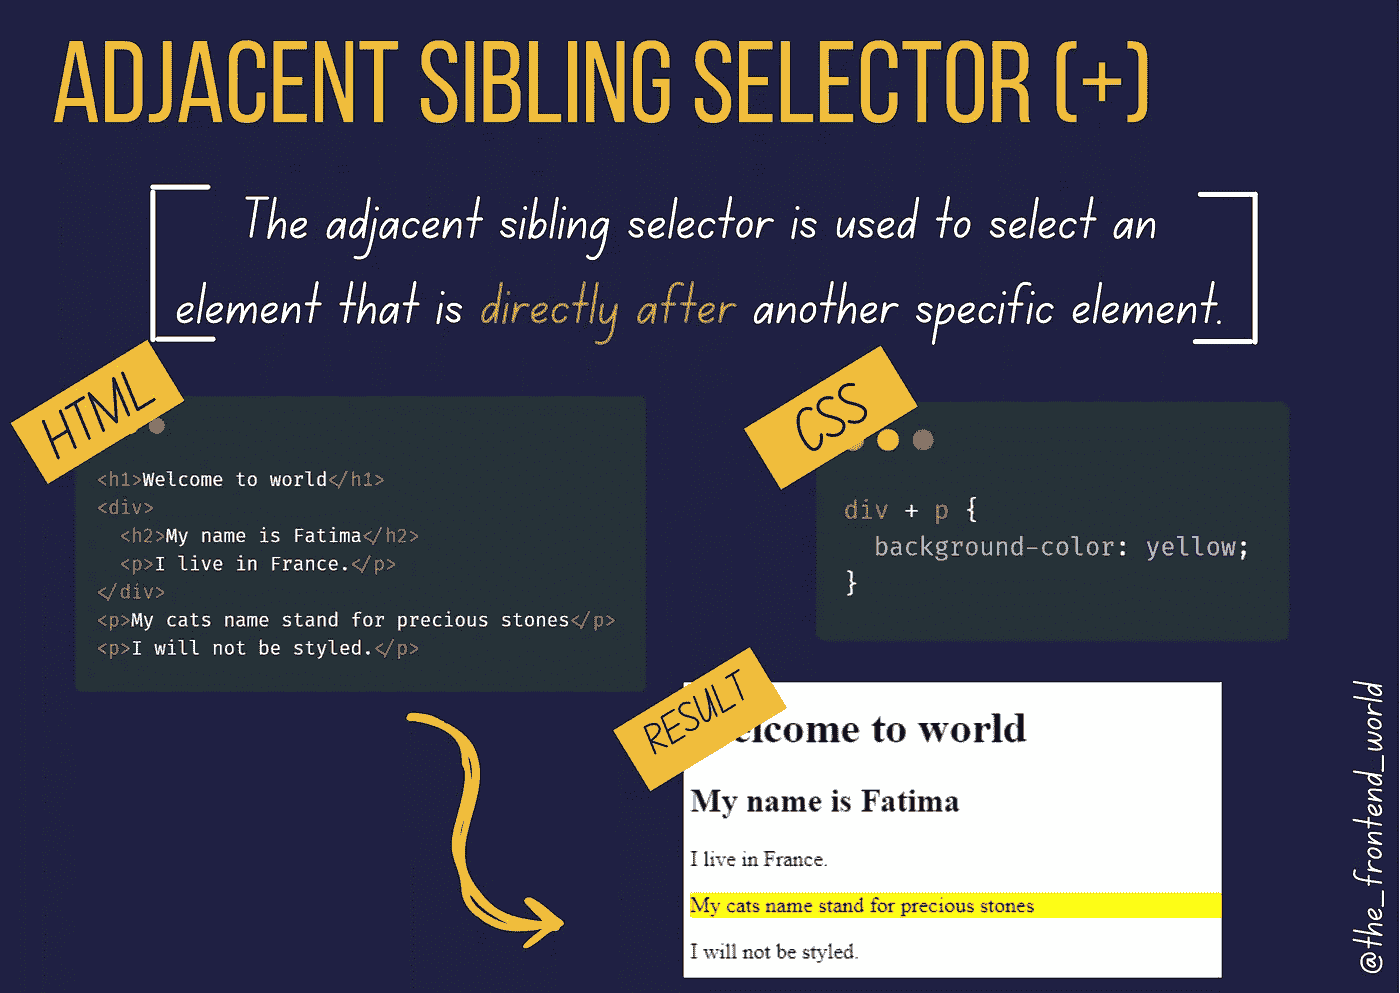 ADJACENT SIBLING SELECTOR (+)
The adjacent sibling selector is used to select an
element that is directly after another specific element.
HTML
<h1>Welcome to world</h1>
<div>
<h2>My name is Fatima</h2>
<p>I live in France.</p>
</div>
<p>My cats name stand for precious stones</p>
<p>I will not be styled.</p>
CSS
div + p {
background-color: yellow;
}
RESULT
elcome to world
My name is Fatima
I live in France.
My cats name stand for precious stones
I will not be styled.
@the_frontend_world